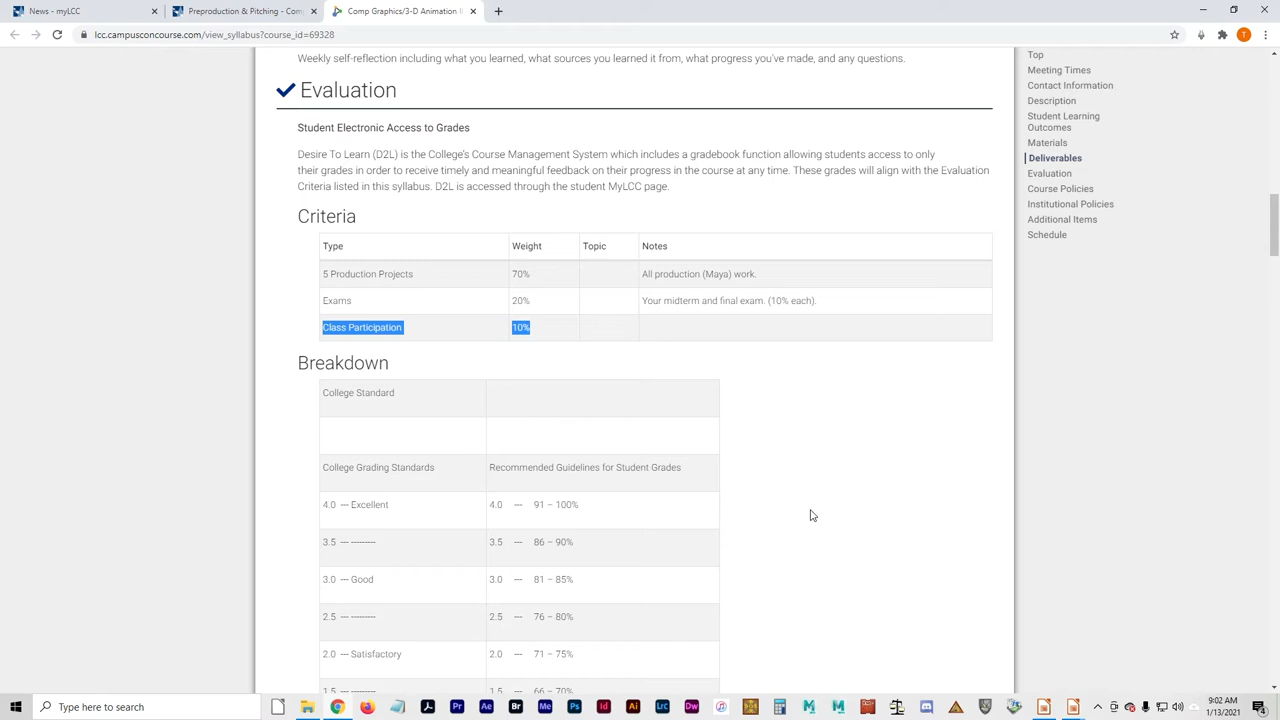 News - myLCC
Preproduction & Pitching - Comp
Comp Graphics/3-D Animation I
lcc.campusconcourse.com/view_syllabus?course_id=69328
T
Weekly self-reflection including what you learned, what sources you learned it from, what progress you've made, and any questions.
Evaluation
Student Electronic Access to Grades
Desire To Learn (D2L) is the College's Course Management System which includes a gradebook function allowing students access to only
their grades in order to receive timely and meaningful feedback on their progress in the course at any time. These grades will align with the Evaluation
Criteria listed in this syllabus. D2L is accessed through the student MyLCC page.
Criteria
Type Weight Topic Notes
5 Production Projects 70% All production (Maya) work.
Exams 20% Your midterm and final exam. (10% each).
Class Participation 10%
Breakdown
College Standard
College Grading Standards Recommended Guidelines for Student Grades
4.0 --- Excellent 4.0 --- 91 – 100%
3.5 --- --------- 3.5 --- 86 – 90%
3.0 --- Good 3.0 --- 81 – 85%
2.5 --- --------- 2.5 --- 76 – 80%
2.0 --- Satisfactory 2.0 --- 71 – 75%
1.5 --- --------- 1.5 --- 66 – 70%
Top
Meeting Times
Contact Information
Description
Student Learning
Outcomes
Materials
Deliverables
Evaluation
Course Policies
Institutional Policies
Additional Items
Schedule
Type here to search
Pr
Ae
Br
Me
Ps
Id
Ai
Lrc
Dw
9:02 AM
1/13/2021